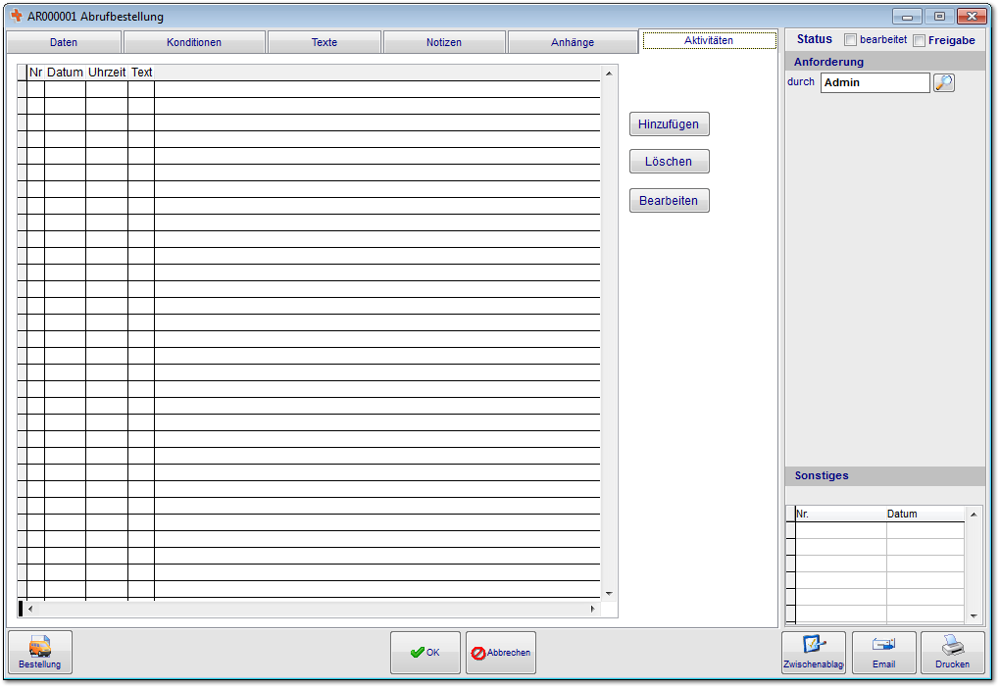 AR000001 Abrufbestellung
Daten Konditionen Texte Notizen Anhänge Aktivitäten
Status bearbeitet Freigabe
Anforderung
durch Admin
Nr Datum Uhrzeit Text
Hinzufügen
Löschen
Bearbeiten
Sonstiges
Nr. Datum
Bestellung
OK
Abbrechen
Zwischenablag
Email
Drucken